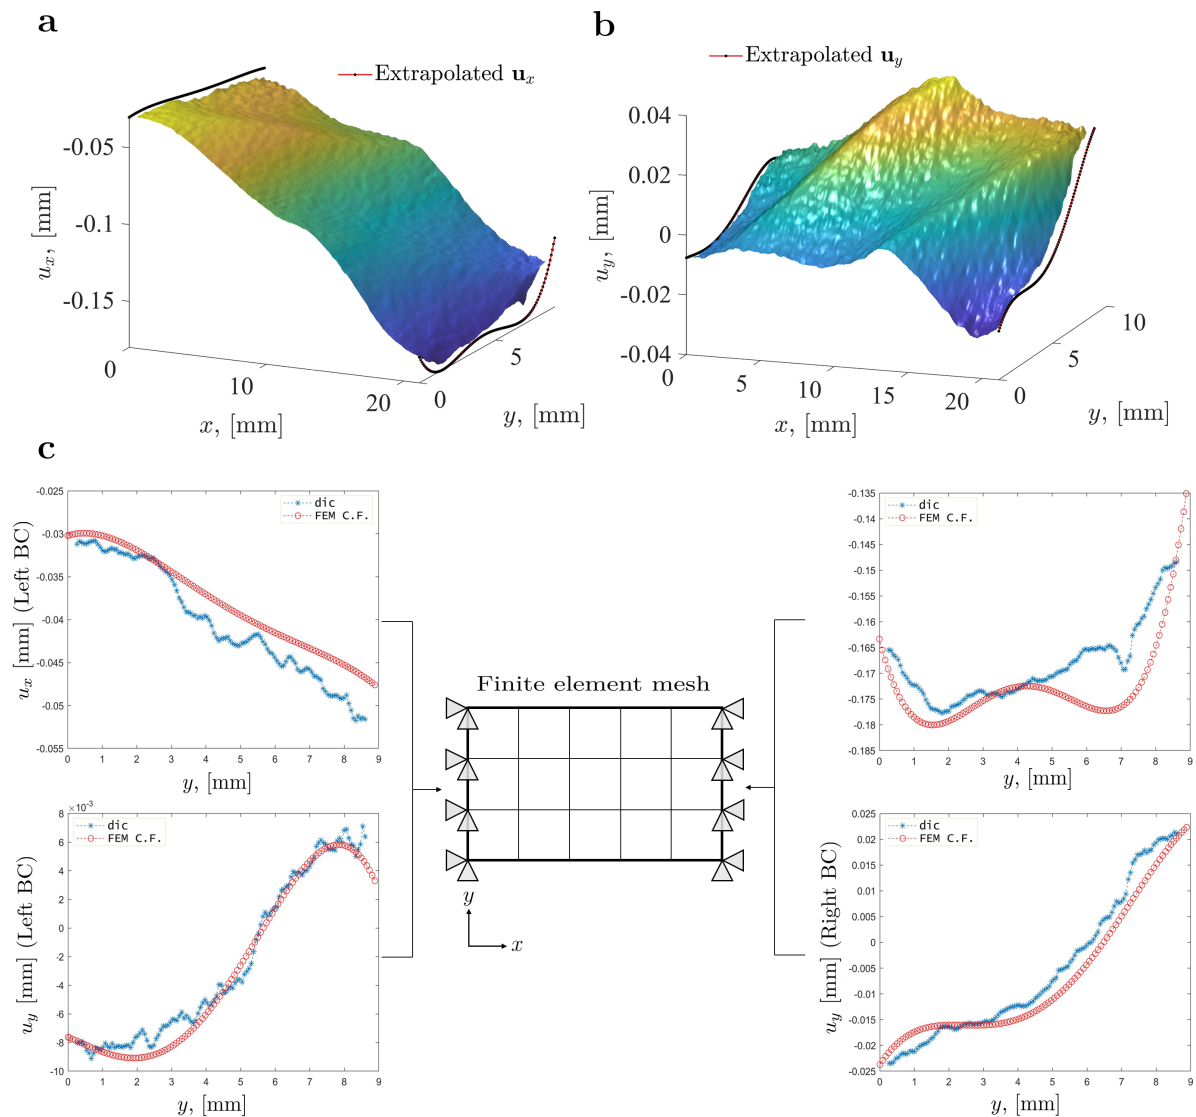 a
Extrapolated u_x
-0.05
-0.1
-0.15
u_x, [mm]
0
10
20
x, [mm]
0
5
y, [mm]
b
Extrapolated u_y
0.04
0.02
0
-0.02
-0.04
u_y, [mm]
0
5
10
15
20
x, [mm]
0
5
10
y, [mm]
c
-0.025
-0.03
-0.035
-0.04
-0.045
-0.05
-0.055
u_x [mm] (Left BC)
dic
FEM C.F.
0 1 2 3 4 5 6 7 8 9
y, [mm]
×10^-3
8
6
4
2
0
-2
-4
-6
-8
-10
u_y [mm] (Left BC)
dic
FEM C.F.
0 1 2 3 4 5 6 7 8 9
y, [mm]
Finite element mesh
y
x
-0.135
-0.14
-0.145
-0.15
-0.155
-0.16
-0.165
-0.17
-0.175
-0.18
-0.185
u_x [mm] (Left BC)
dic
FEM C.F.
0 1 2 3 4 5 6 7 8 9
y, [mm]
0.025
0.02
0.015
0.01
0.005
0
-0.005
-0.01
-0.015
-0.02
-0.025
u_y [mm] (Right BC)
dic
FEM C.F.
0 1 2 3 4 5 6 7 8 9
y, [mm]